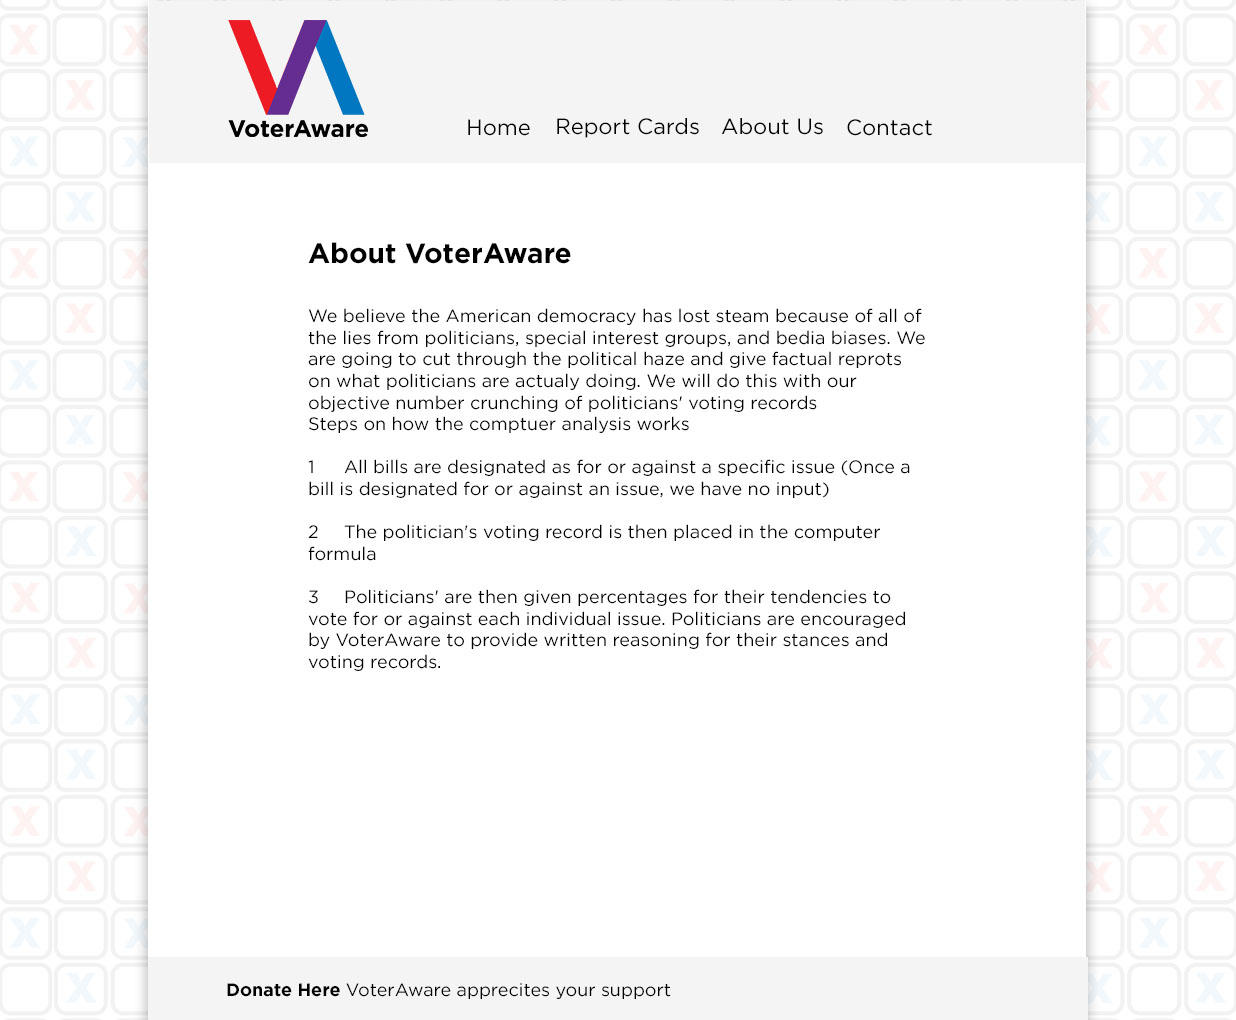 VoterAware
Home Report Cards About Us Contact
About VoterAware
We believe the American democracy has lost steam because of all of
the lies from politicians, special interest groups, and bedia biases. We
are going to cut through the political haze and give factual reprots
on what politicians are actualy doing. We will do this with our
objective number crunching of politicians' voting records
Steps on how the comptuer analysis works
1 All bills are designated as for or against a specific issue (Once a
bill is designated for or against an issue, we have no input)
2 The politician's voting record is then placed in the computer
formula
3 Politicians' are then given percentages for their tendencies to
vote for or against each individual issue. Politicians are encouraged
by VoterAware to provide written reasoning for their stances and
voting records.
Donate Here VoterAware apprecites your support